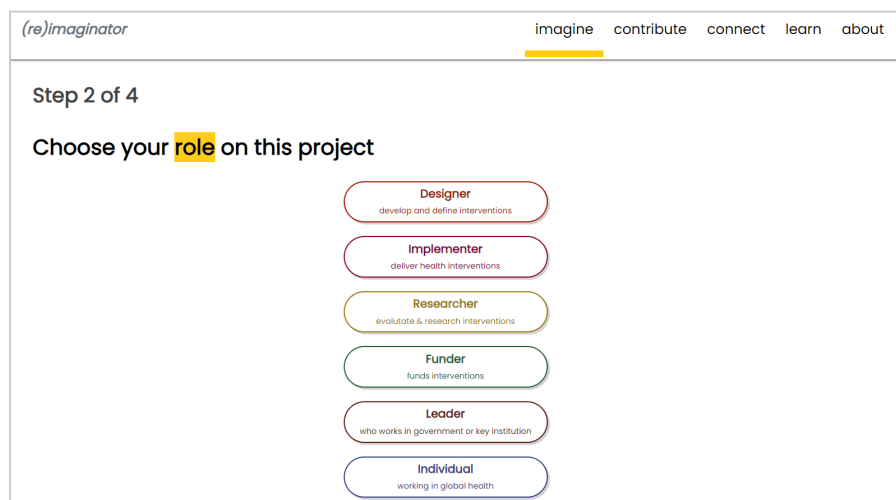 (re)imaginator
imagine contribute connect learn about
Step 2 of 4
Choose your role on this project
Designer
develop and define interventions
Implementer
deliver health interventions
Researcher
evalutate & research interventions
Funder
funds interventions
Leader
who works in government or key institution
Individual
working in global health